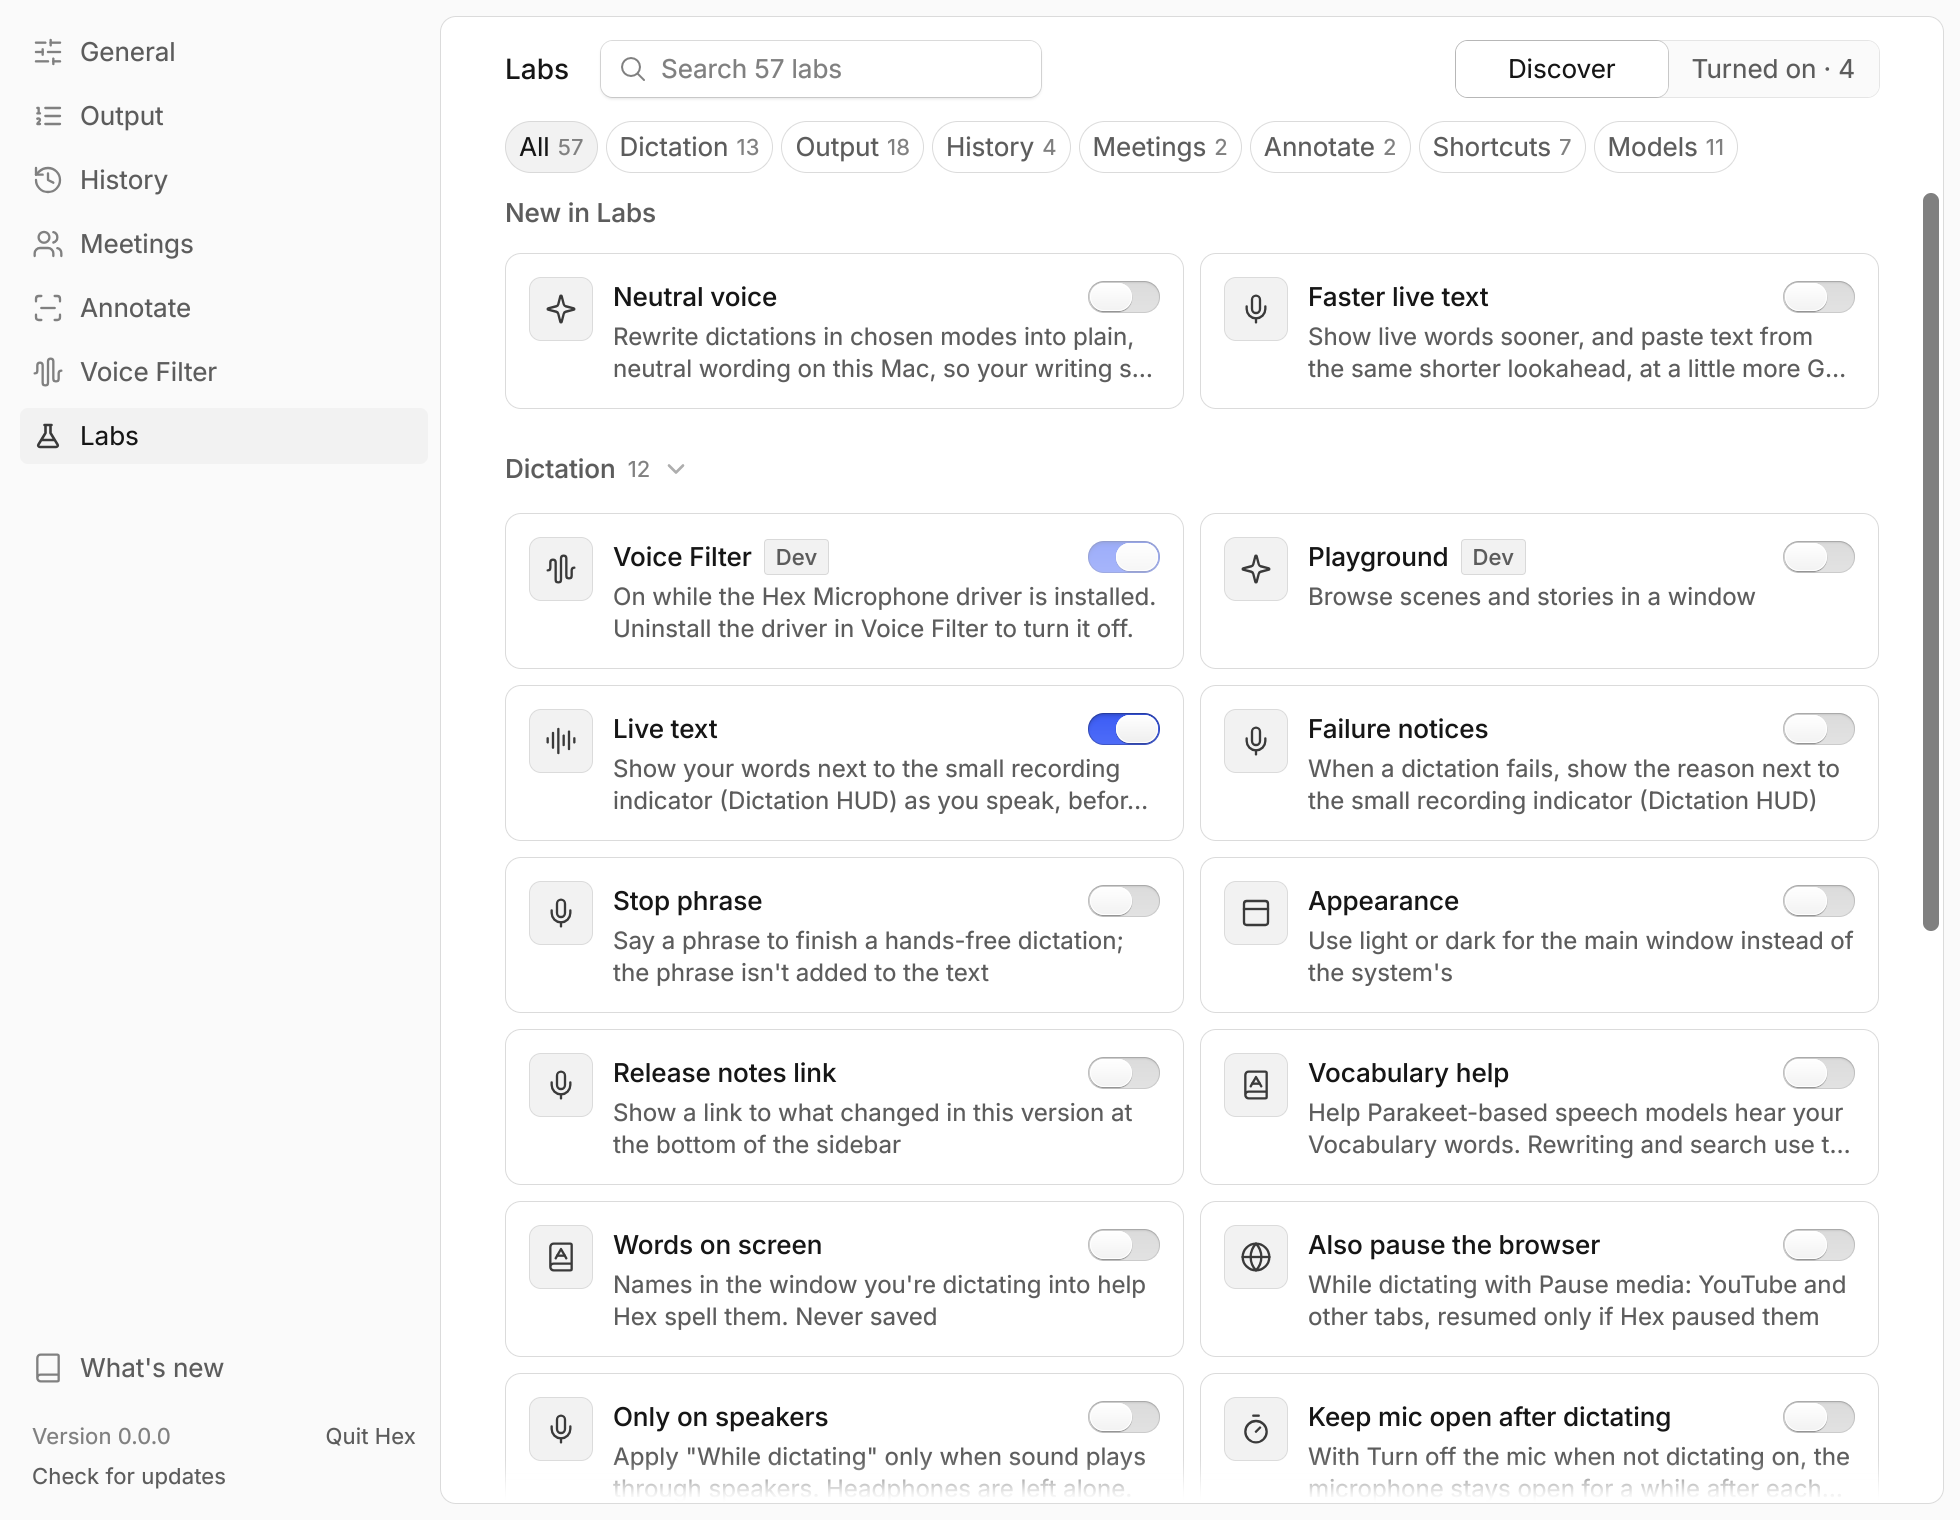 General
Output
History
Meetings
Annotate
Voice Filter
Labs
What's new
Version 0.0.0
Quit Hex
Check for updates
Labs
Search 57 labs
Discover
Turned on · 4
All 57
Dictation 13
Output 18
History 4
Meetings 2
Annotate 2
Shortcuts 7
Models 11
New in Labs
Neutral voice
Rewrite dictations in chosen modes into plain,
neutral wording on this Mac, so your writing s...
Faster live text
Show live words sooner, and paste text from
the same shorter lookahead, at a little more G...
Dictation 12
Voice Filter Dev
On while the Hex Microphone driver is installed.
Uninstall the driver in Voice Filter to turn it off.
Playground Dev
Browse scenes and stories in a window
Live text
Show your words next to the small recording
indicator (Dictation HUD) as you speak, befor...
Failure notices
When a dictation fails, show the reason next to
the small recording indicator (Dictation HUD)
Stop phrase
Say a phrase to finish a hands-free dictation;
the phrase isn't added to the text
Appearance
Use light or dark for the main window instead of
the system's
Release notes link
Show a link to what changed in this version at
the bottom of the sidebar
Vocabulary help
Help Parakeet-based speech models hear your
Vocabulary words. Rewriting and search use t...
Words on screen
Names in the window you're dictating into help
Hex spell them. Never saved
Also pause the browser
While dictating with Pause media: YouTube and
other tabs, resumed only if Hex paused them
Only on speakers
Apply "While dictating" only when sound plays
through speakers. Headphones are left alone.
Keep mic open after dictating
With Turn off the mic when not dictating on, the
microphone stays open for a while after each...